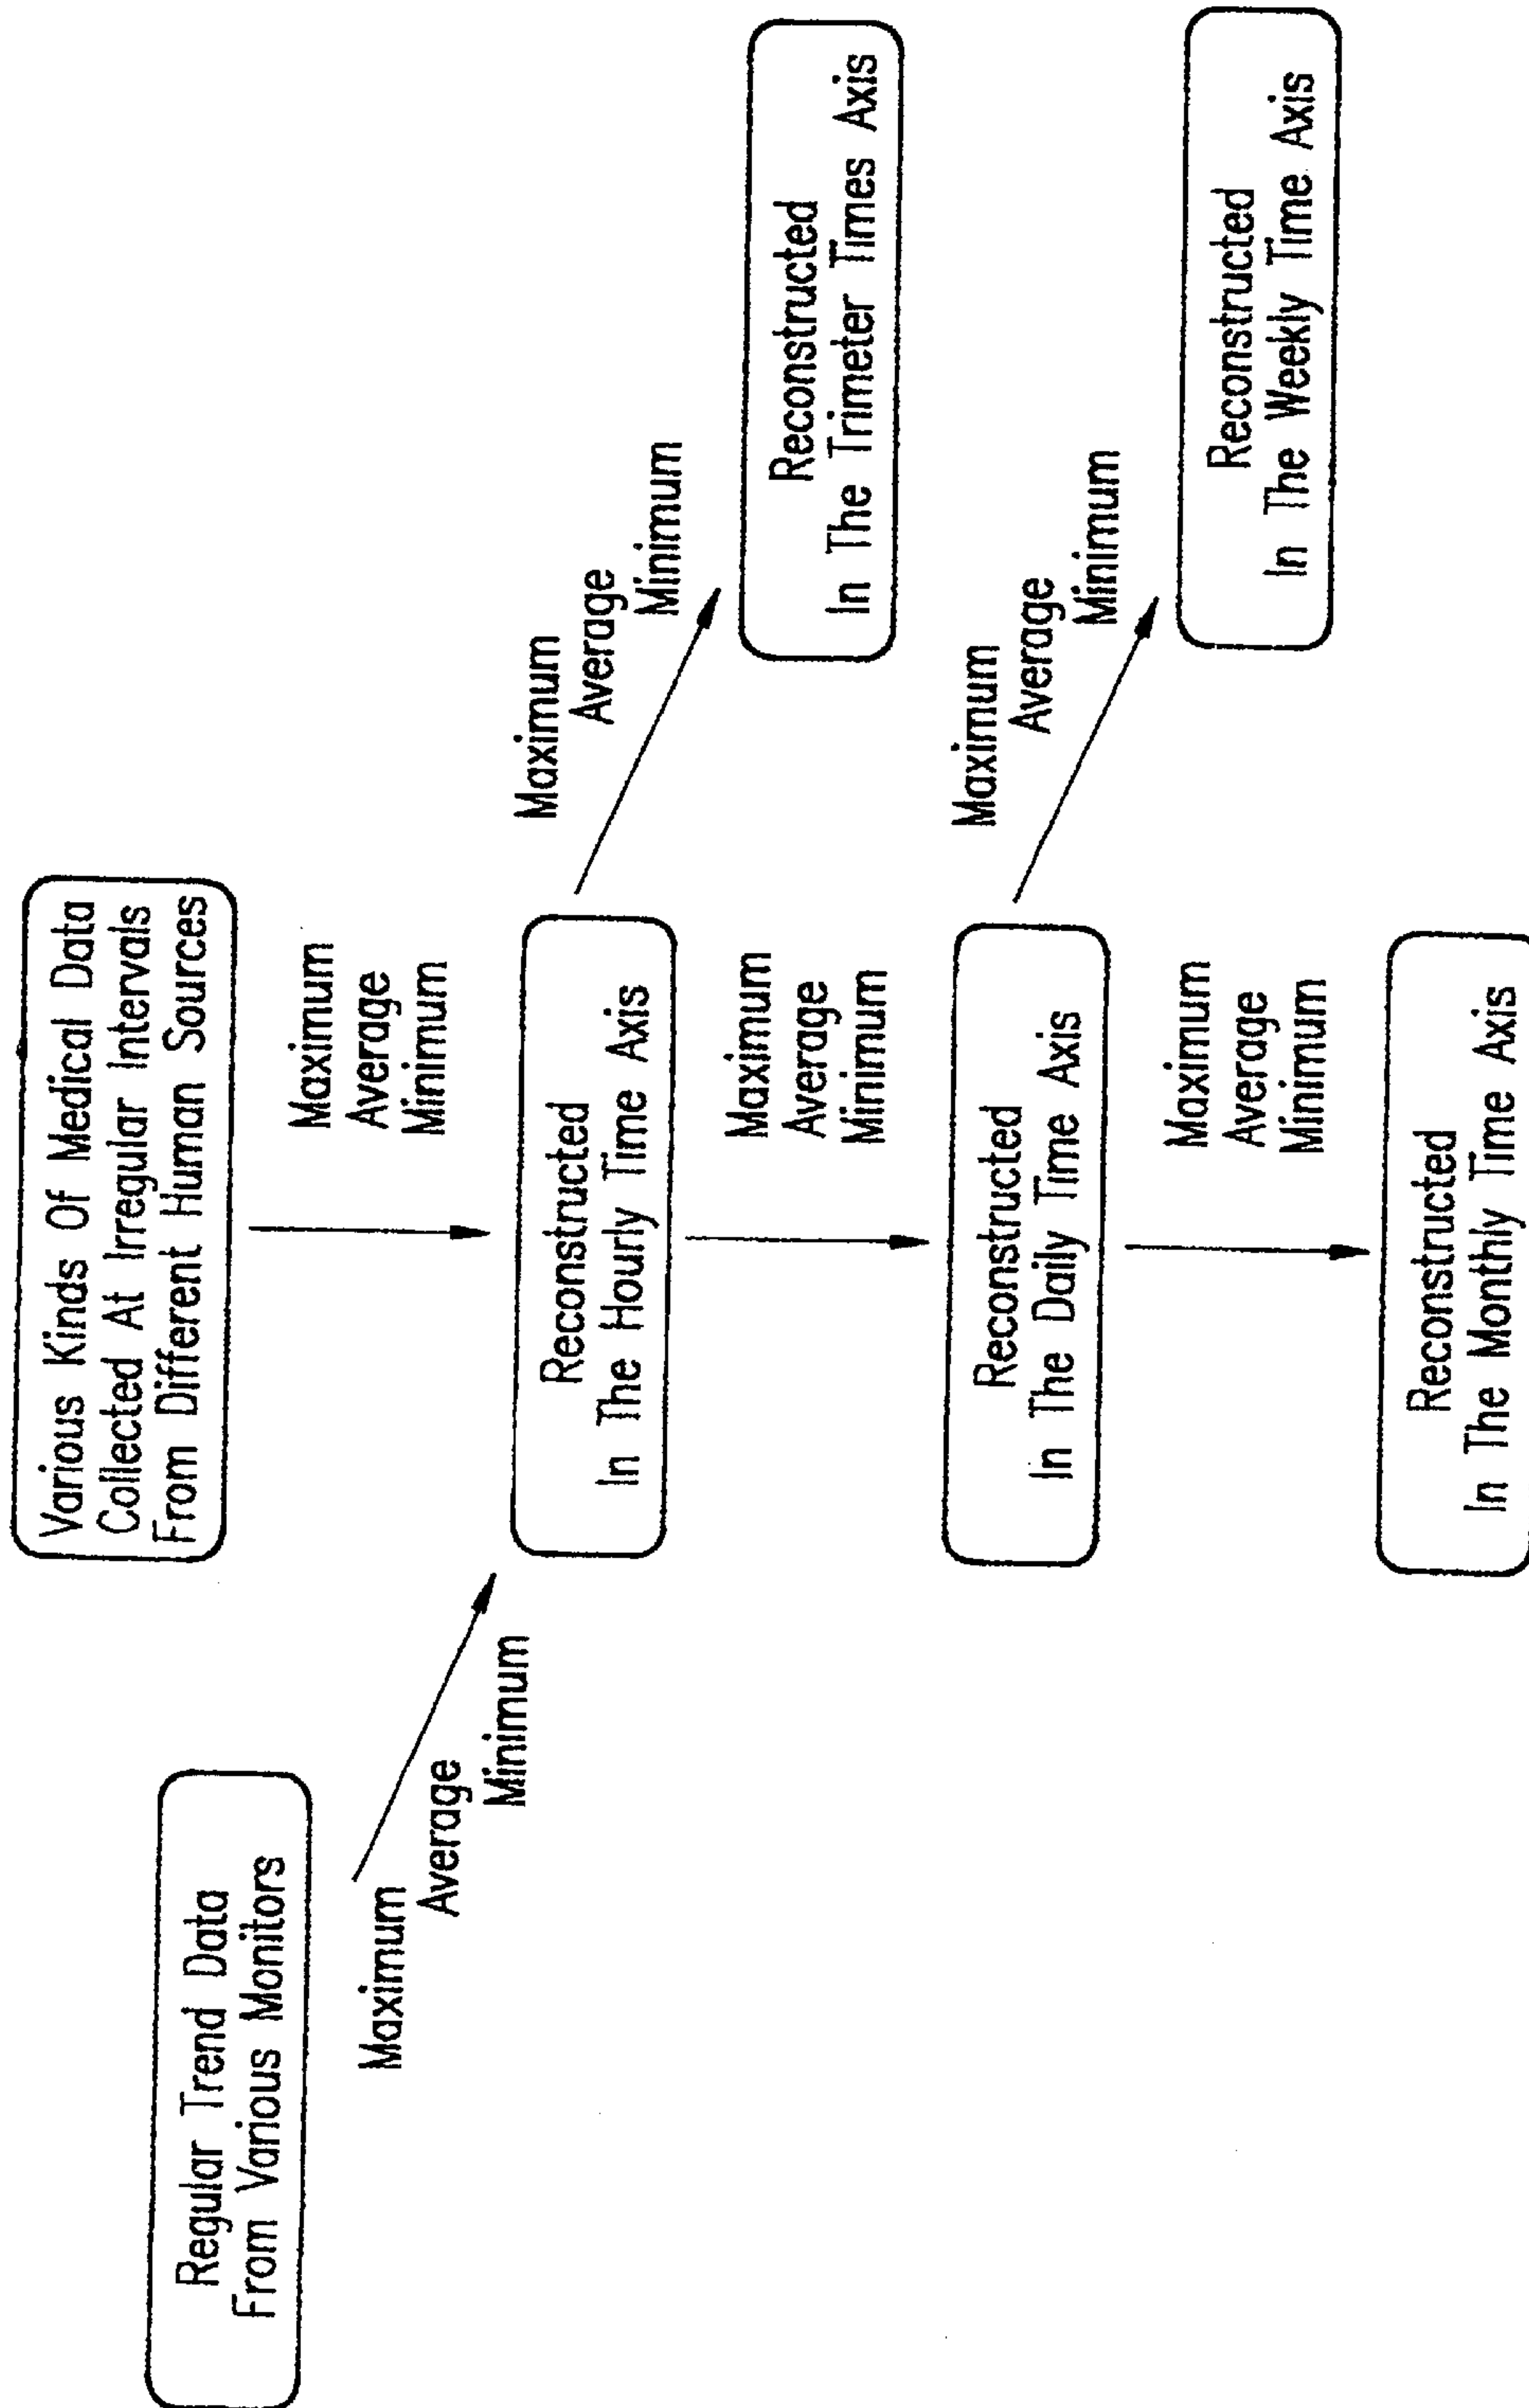 Various Kinds Of Medical Data
Collected At Irregular Intervals
From Different Human Sources
Regular Trend Data
From Various Monitors
Maximum
Average
Minimum
Maximum
Average
Minimum
Reconstructed
In The Hourly Time Axis
Maximum
Average
Minimum
Reconstructed
In The Trimeter Times Axis
Maximum
Average
Minimum
Reconstructed
In The Daily Time Axis
Maximum
Average
Minimum
Reconstructed
In The Weekly Time Axis
Maximum
Average
Minimum
Reconstructed
In The Monthly Time Axis